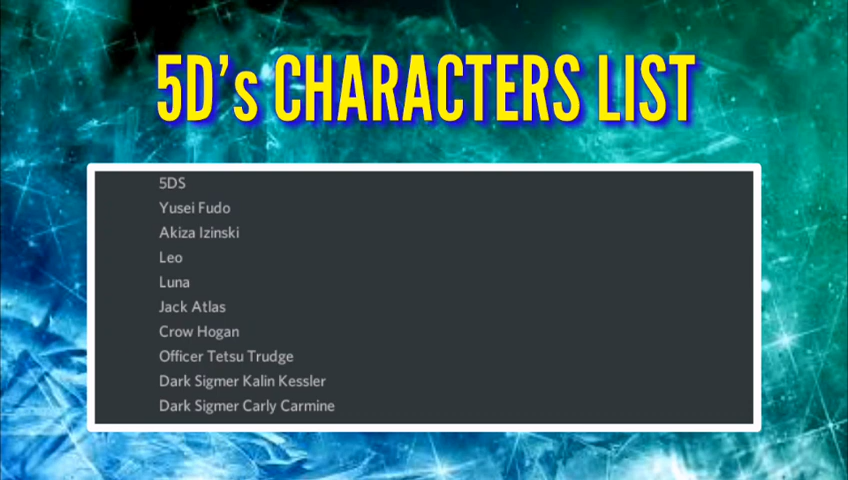 5D's CHARACTERS LIST
5DS
Yusei Fudo
Akiza Izinski
Leo
Luna
Jack Atlas
Crow Hogan
Officer Tetsu Trudge
Dark Sigmer Kalin Kessler
Dark Sigmer Carly Carmine